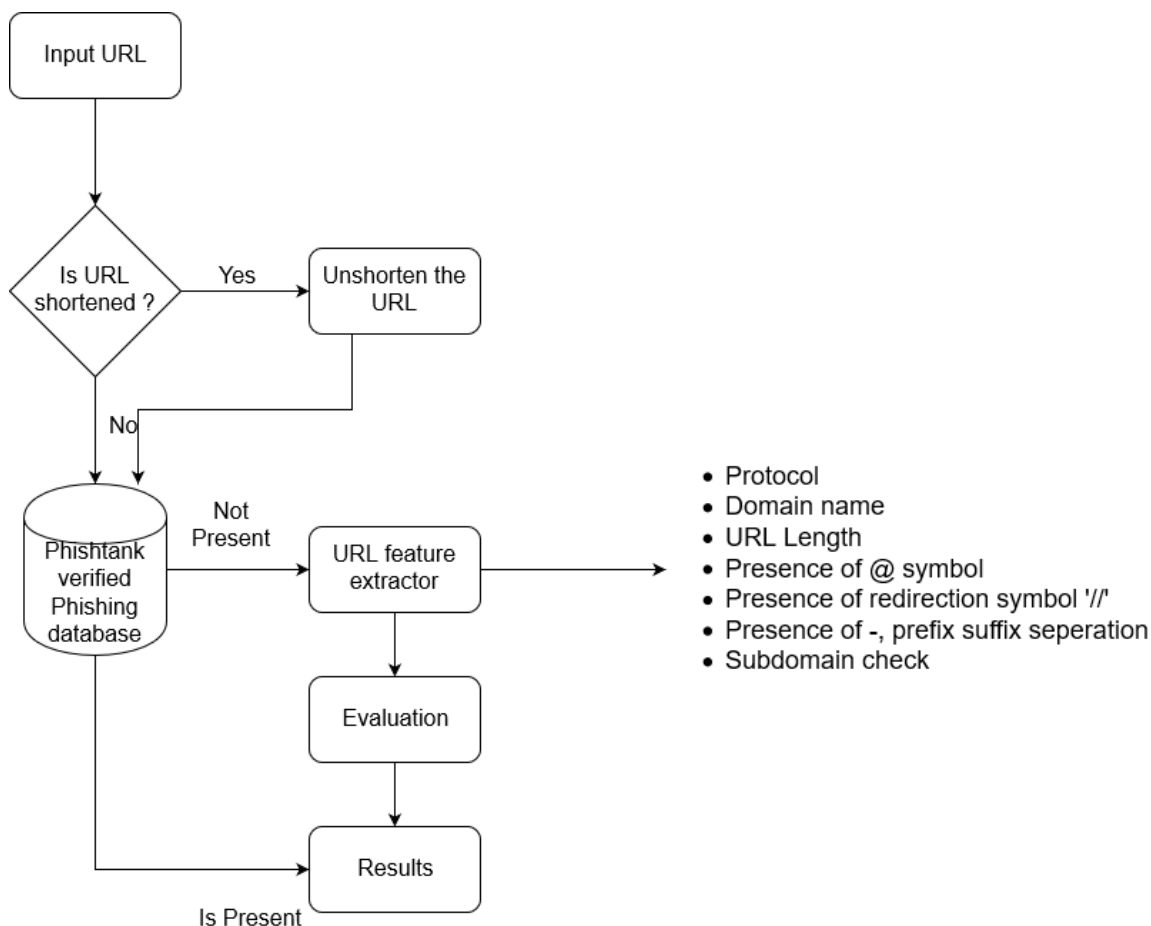 Input URL
Is URL
shortened ?
Yes
Unshorten the
URL
No
Phishtank
verified
Phishing
database
Not
Present
URL feature
extractor
• Protocol
• Domain name
• URL Length
• Presence of @ symbol
• Presence of redirection symbol '//'
• Presence of -, prefix suffix seperation
• Subdomain check
Evaluation
Results
Is Present